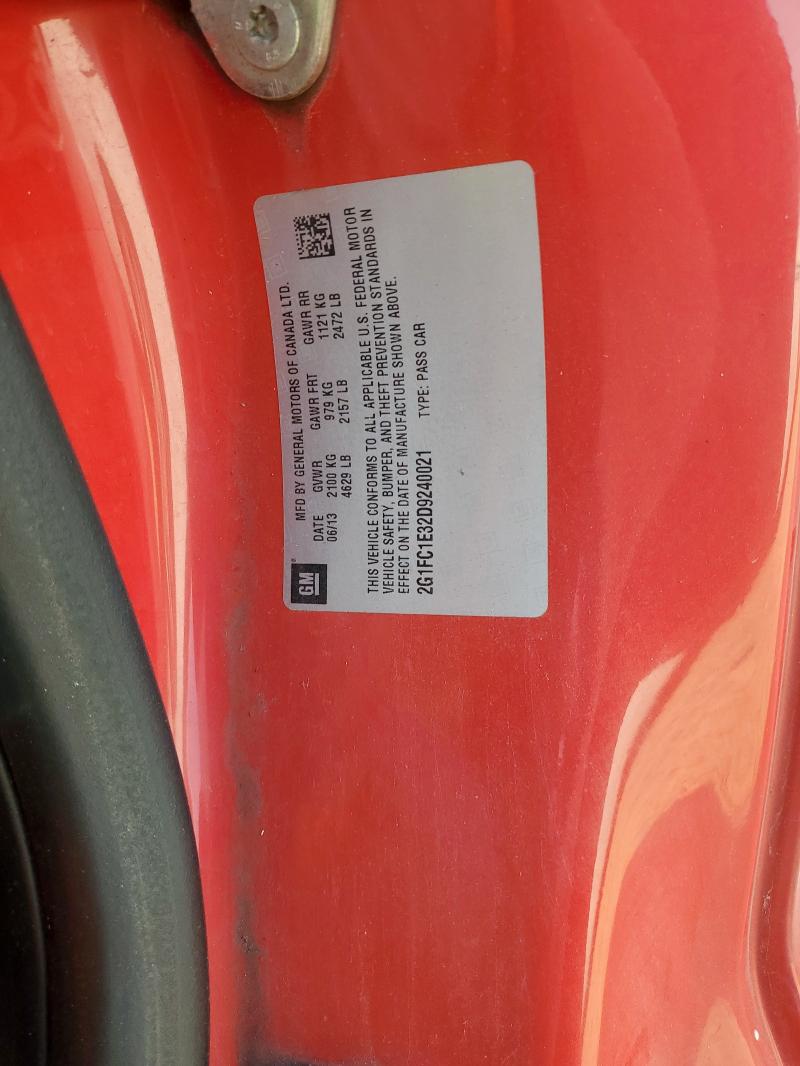 GM
MFD BY GENERAL MOTORS OF CANADA LTD.
DATE GVWR GAWR FRT GAWR RR
06/13 2100 KG 979 KG 1121 KG
4629 LB 2157 LB 2472 LB
THIS VEHICLE CONFORMS TO ALL APPLICABLE U.S. FEDERAL MOTOR
VEHICLE SAFETY, BUMPER, AND THEFT PREVENTION STANDARDS IN
EFFECT ON THE DATE OF MANUFACTURE SHOWN ABOVE.
2G1FC1E32D9240021 TYPE: PASS CAR